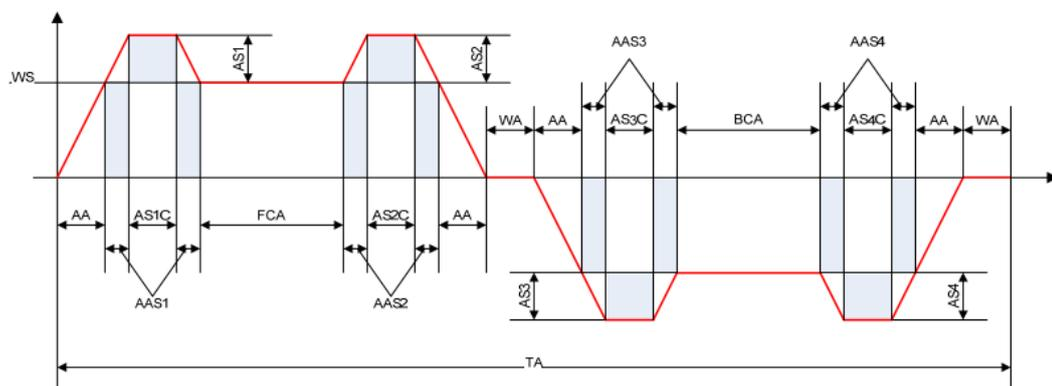 AAS3
AAS4
AS1
AS2
WS
WA
AA
AS3C
BCA
AS4C
AA
WA
AA
AS1C
FCA
AS2C
AA
AAS1
AAS2
AS3
AS4
TA